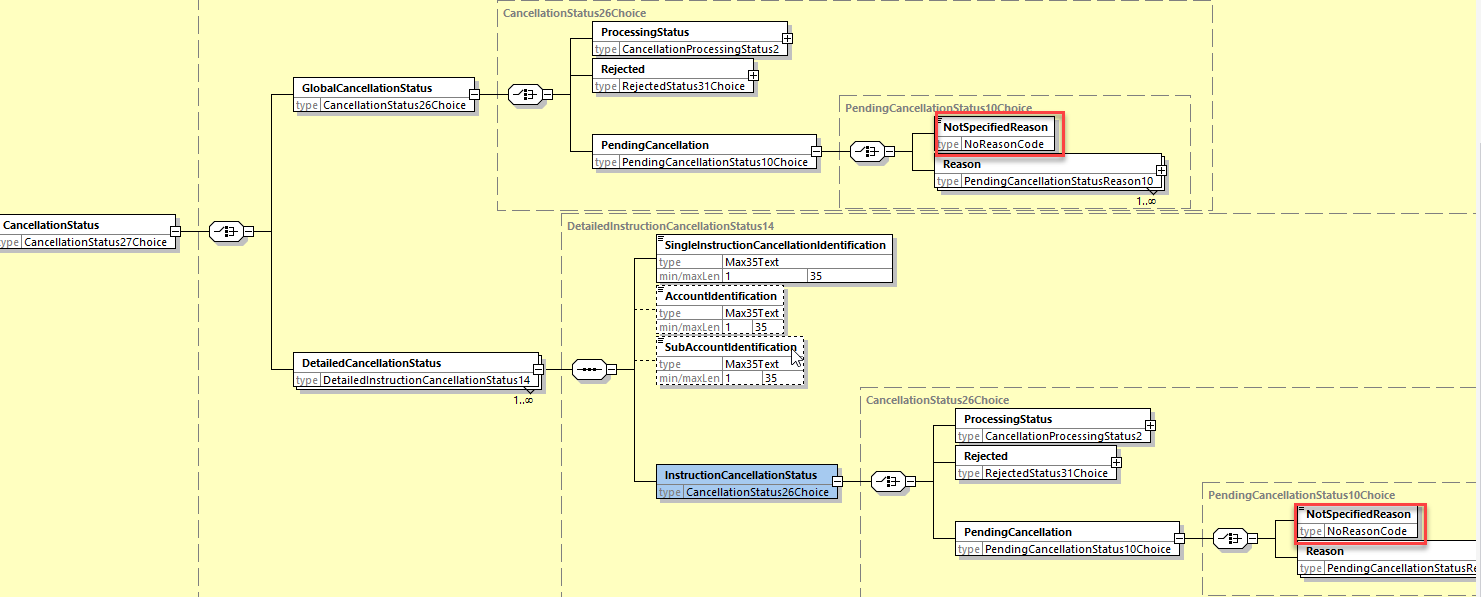 CancellationStatus26Choice
ProcessingStatus
type CancellationProcessingStatus2
Rejected
type RejectedStatus31Choice
GlobalCancellationStatus
type CancellationStatus26Choice
PendingCancellationStatus10Choice
NotSpecifiedReason
type NoReasonCode
PendingCancellation
type PendingCancellationStatus10Choice
Reason
type PendingCancellationStatusReason10
1..∞
CancellationStatus
type CancellationStatus27Choice
DetailedInstructionCancellationStatus14
SingleInstructionCancellationIdentification
type Max35Text
min/maxLen 1 35
AccountIdentification
type Max35Text
min/maxLen 1 35
SubAccountIdentification
type Max35Text
min/maxLen 1 35
DetailedCancellationStatus
type DetailedInstructionCancellationStatus14
1..∞
CancellationStatus26Choice
ProcessingStatus
type CancellationProcessingStatus2
Rejected
type RejectedStatus31Choice
InstructionCancellationStatus
type CancellationStatus26Choice
PendingCancellationStatus10Choice
NotSpecifiedReason
type NoReasonCode
PendingCancellation
type PendingCancellationStatus10Choice
Reason
type PendingCancellationStatusRe